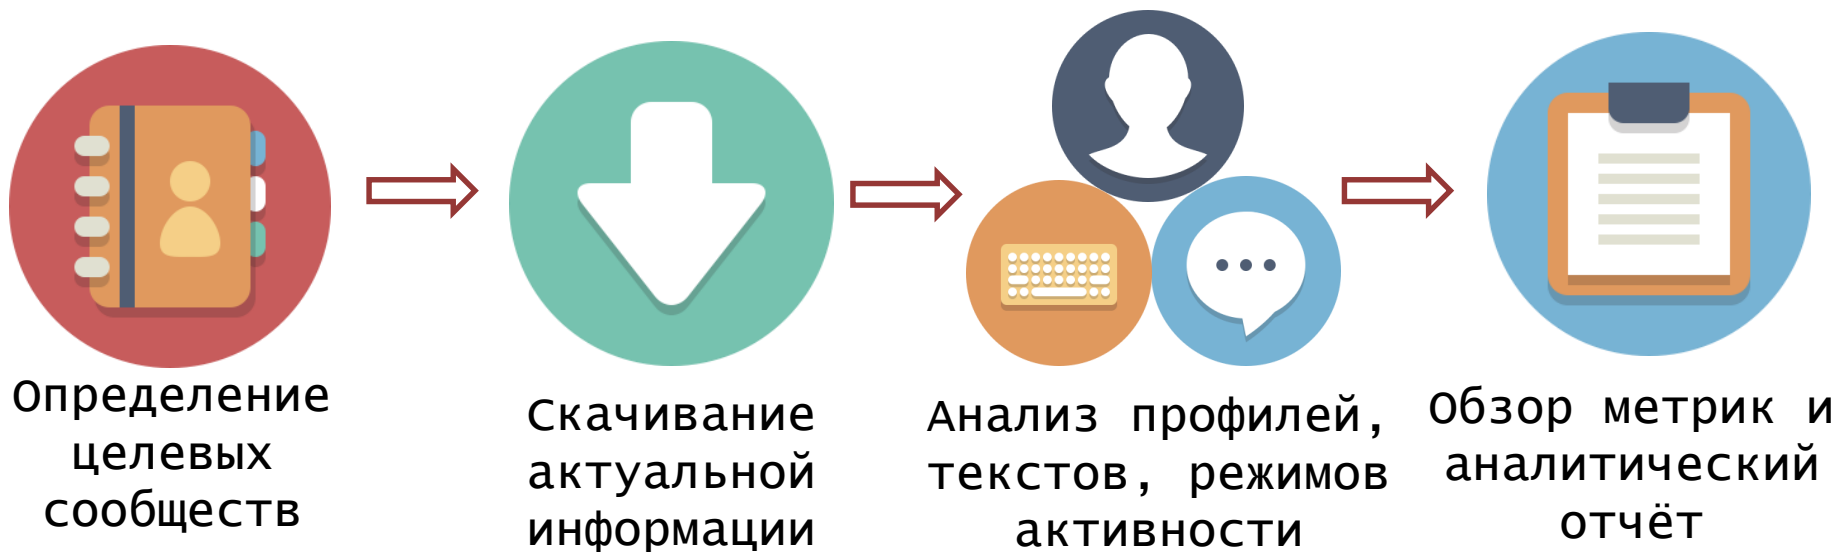 Определение
целевых
сообществ
Скачивание
актуальной
информации
Анализ профилей,
текстов, режимов
активности
Обзор метрик и
аналитический
отчёт